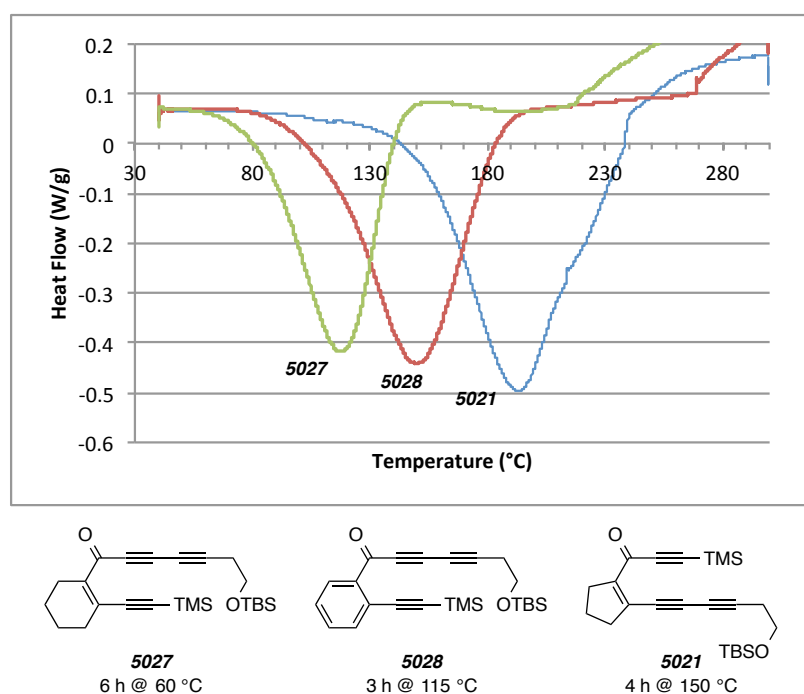 0.2
0.1
0
-0.1
-0.2
-0.3
-0.4
-0.5
-0.6
30 80 130 180 230 280
Heat Flow (W/g)
Temperature (°C)
5027
5028
5021
O
TMS
OTBS
5027
6 h @ 60 °C
O
TMS
OTBS
5028
3 h @ 115 °C
O
TMS
TBSO
5021
4 h @ 150 °C